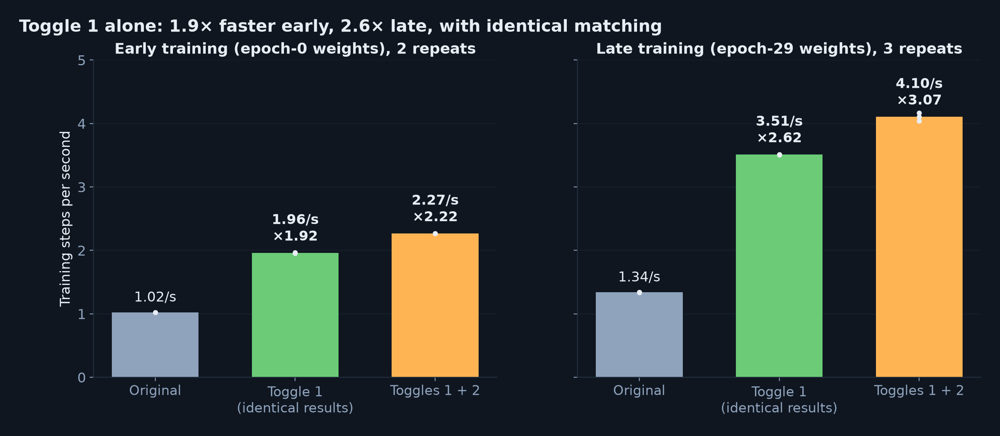 Toggle 1 alone: 1.9× faster early, 2.6× late, with identical matching
Early training (epoch-0 weights), 2 repeats
Training steps per second
5
4
3
2
1
0
1.02/s
1.96/s
×1.92
2.27/s
×2.22
Original
Toggle 1
(identical results)
Toggles 1 + 2
Late training (epoch-29 weights), 3 repeats
1.34/s
3.51/s
×2.62
4.10/s
×3.07
Original
Toggle 1
(identical results)
Toggles 1 + 2